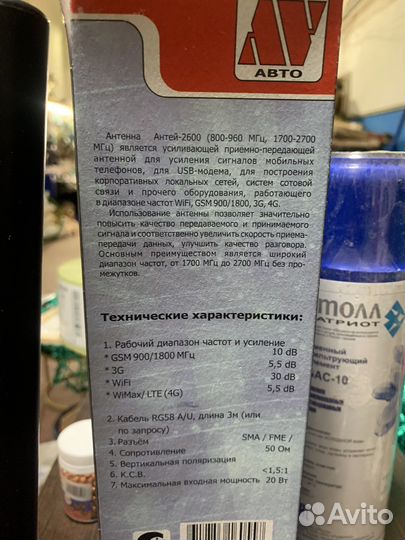 АВТО
Антенна Антей-2600 (800-960 МГц, 1700-2700
МГц) является усиливающей приемно-передающей
антенной для усиления сигналов мобильных
телефонов, для USB-модема, для построения
корпоративных локальных сетей, систем сотовой
связи и прочего оборудования, работающего
в диапазоне частот WiFi, GSM 900/1800, 3G, 4G.
Использование антенны позволяет значительно
повысить качество передаваемого и принимаемого
сигнала и соответственно увеличить скорость приема-
передачи данных, улучшить качество разговора.
Основным преимуществом является широкий
диапазон частот, от 1700 МГц до 2700 МГц без про-
межутков.
Технические характеристики:
1. Рабочий диапазон частот и усиление
* GSM 900/1800 МГц 10 dB
* 3G 5,5 dB
* WiFi 30 dB
* WiMax/ LTE (4G) 5,5 dB
2. Кабель RG58 A/U, длина 3м (или
по запросу)
3. Разъём SMA / FME /
4. Сопротивление 50 Ом
5. Вертикальная поляризация
6. К.С.В. <1,5:1
7. Максимальная входная мощность 20 Вт
ТОЛЛ
АТРИОТ
АС-10
Avito